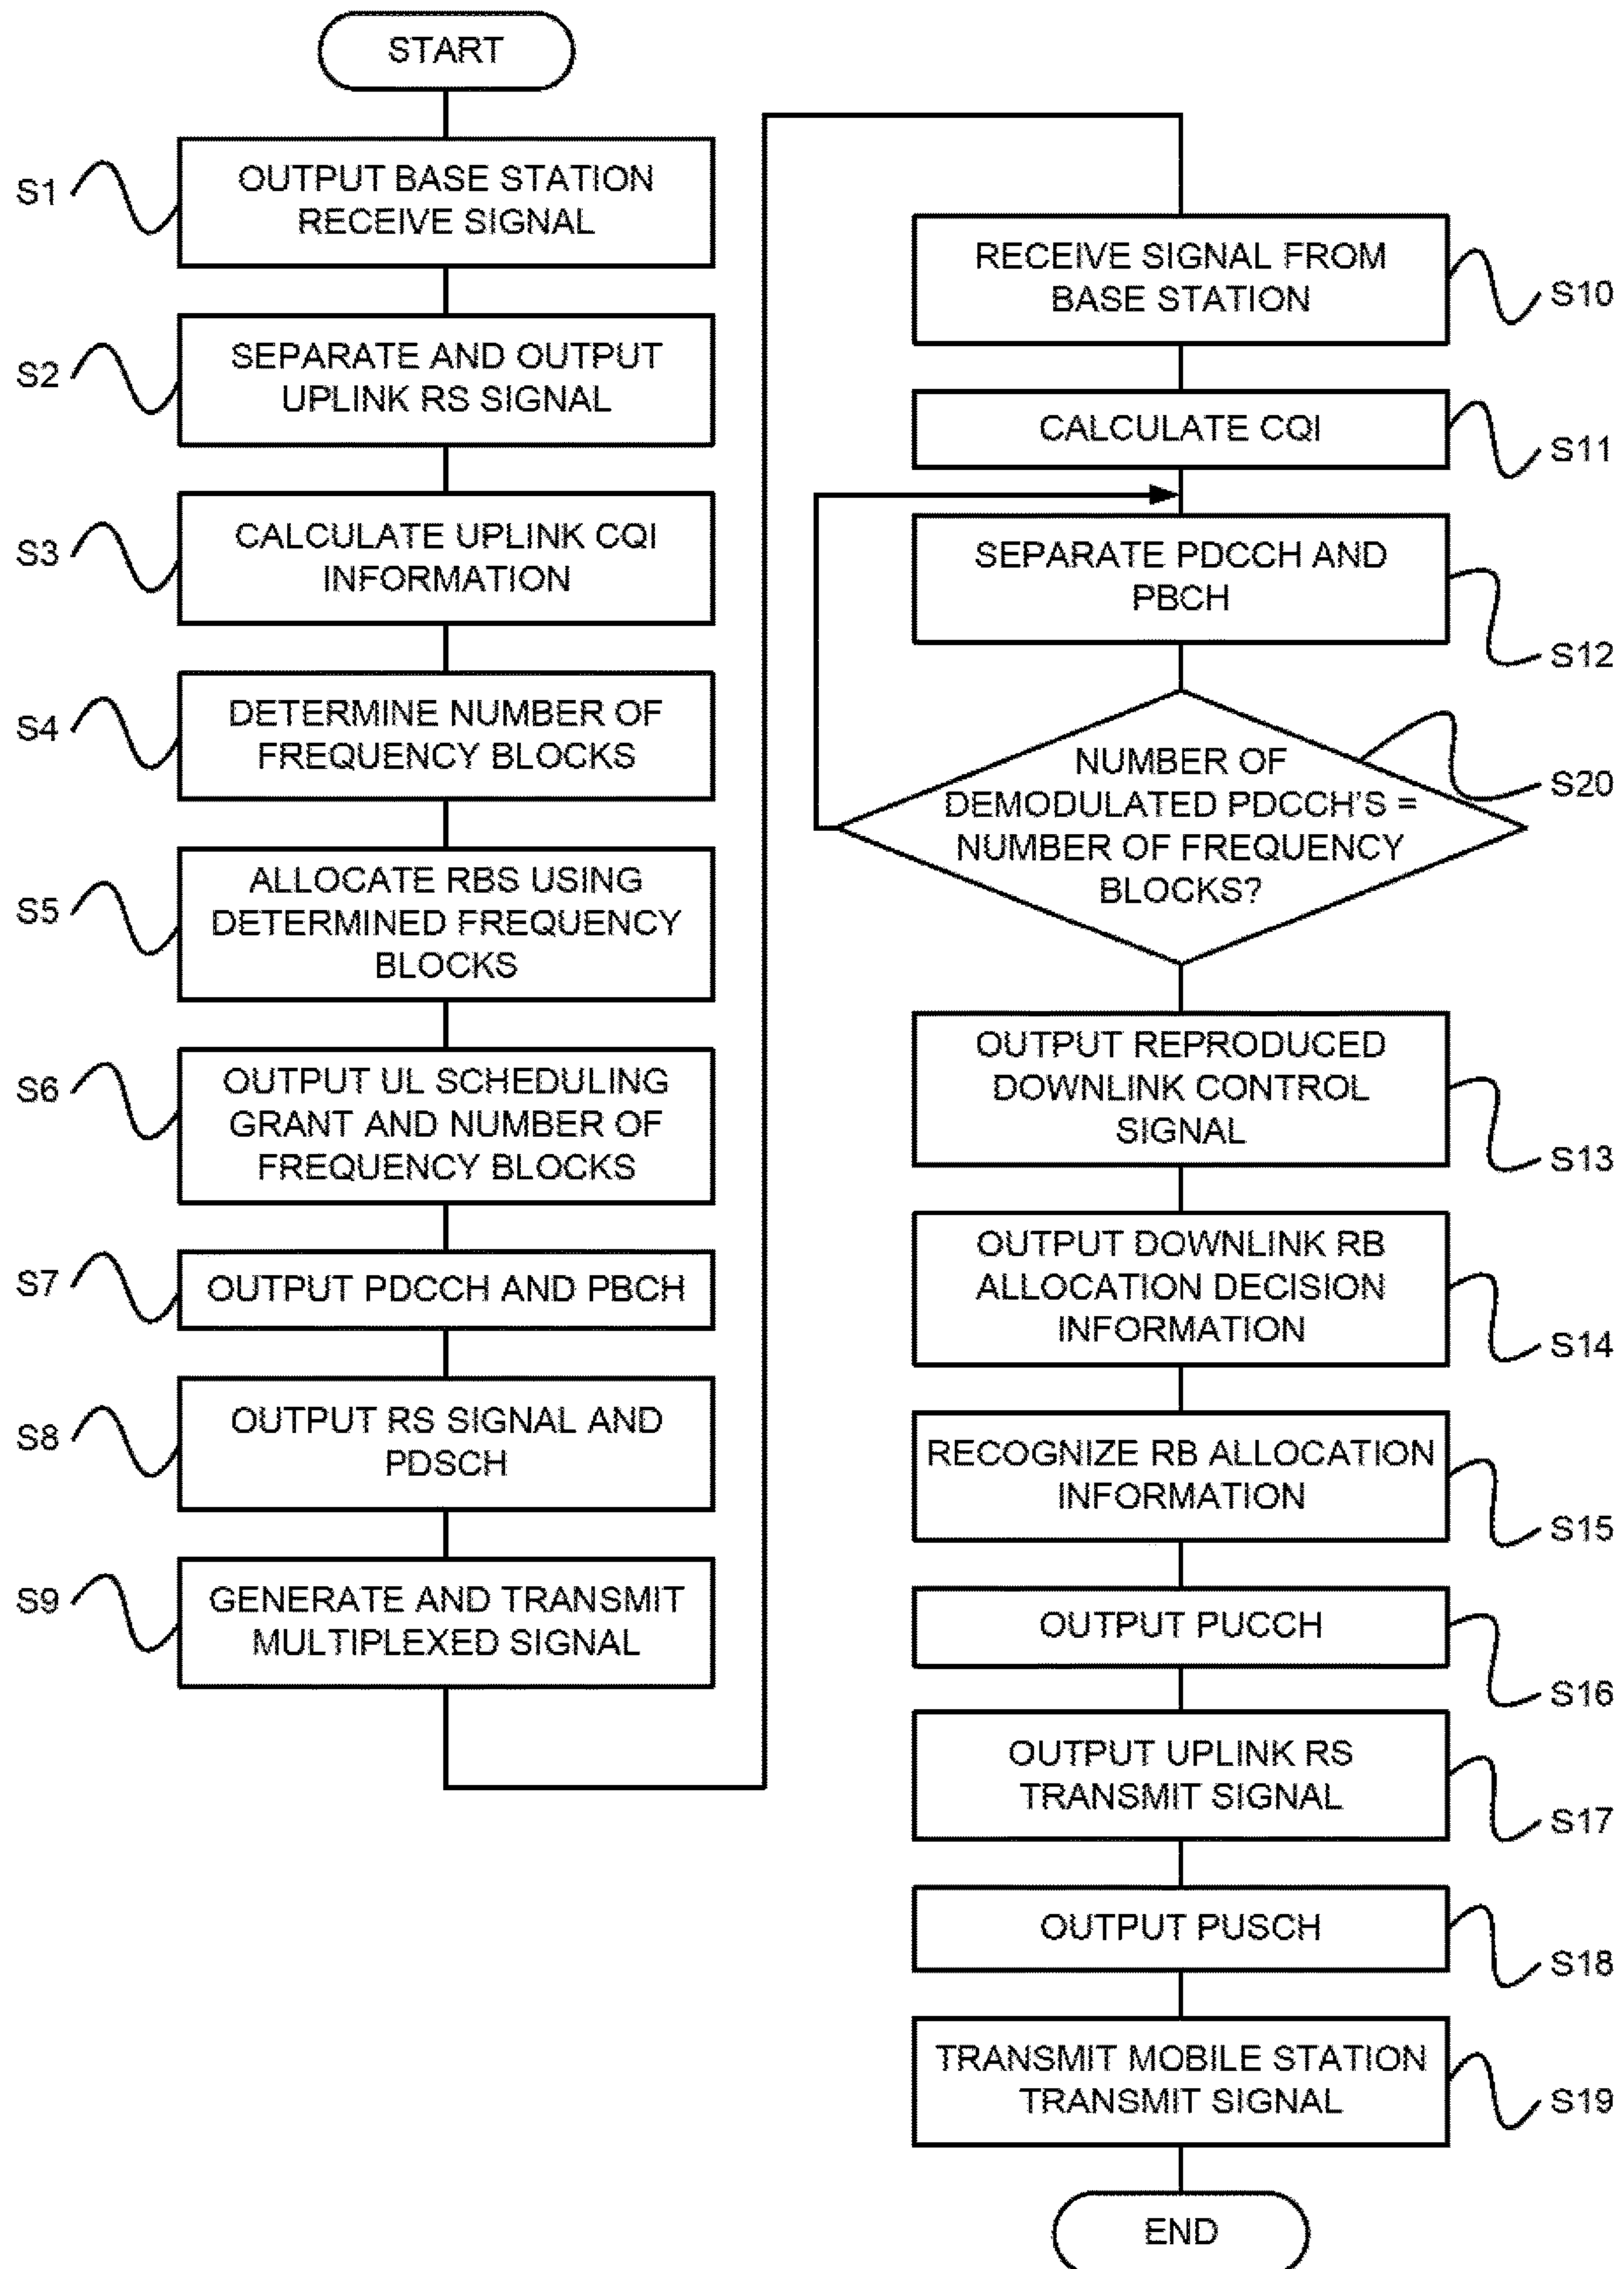 START
S1
OUTPUT BASE STATION
RECEIVE SIGNAL
S2
SEPARATE AND OUTPUT
UPLINK RS SIGNAL
S3
CALCULATE UPLINK CQI
INFORMATION
S4
DETERMINE NUMBER OF
FREQUENCY BLOCKS
S5
ALLOCATE RBS USING
DETERMINED FREQUENCY
BLOCKS
S6
OUTPUT UL SCHEDULING
GRANT AND NUMBER OF
FREQUENCY BLOCKS
S7
OUTPUT PDCCH AND PBCH
S8
OUTPUT RS SIGNAL AND
PDSCH
S9
GENERATE AND TRANSMIT
MULTIPLEXED SIGNAL
RECEIVE SIGNAL FROM
BASE STATION
S10
CALCULATE CQI
S11
SEPARATE PDCCH AND
PBCH
S12
NUMBER OF
DEMODULATED PDCCH'S =
NUMBER OF FREQUENCY
BLOCKS?
S20
OUTPUT REPRODUCED
DOWNLINK CONTROL
SIGNAL
S13
OUTPUT DOWNLINK RB
ALLOCATION DECISION
INFORMATION
S14
RECOGNIZE RB ALLOCATION
INFORMATION
S15
OUTPUT PUCCH
S16
OUTPUT UPLINK RS
TRANSMIT SIGNAL
S17
OUTPUT PUSCH
S18
TRANSMIT MOBILE STATION
TRANSMIT SIGNAL
S19
END